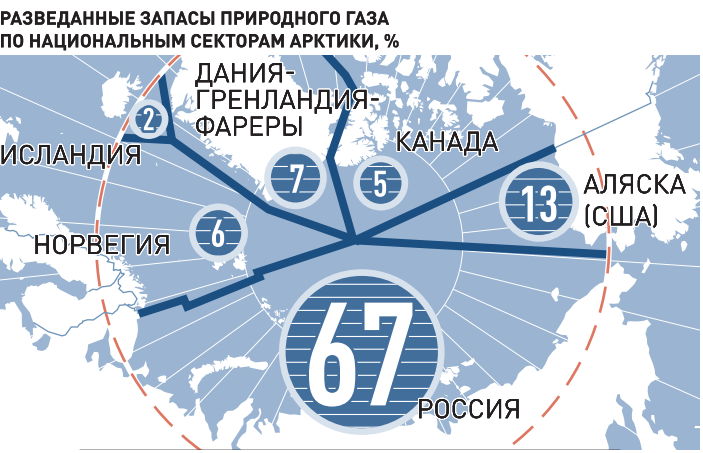 РАЗВЕДАННЫЕ ЗАПАСЫ ПРИРОДНОГО ГАЗА
ПО НАЦИОНАЛЬНЫМ СЕКТОРАМ АРКТИКИ, %
ДАНИЯ-
ГРЕНЛАНДИЯ-
ФАРЕРЫ
2
ИСЛАНДИЯ
КАНАДА
7
5
13
АЛЯСКА
(США)
6
НОРВЕГИЯ
67
РОССИЯ